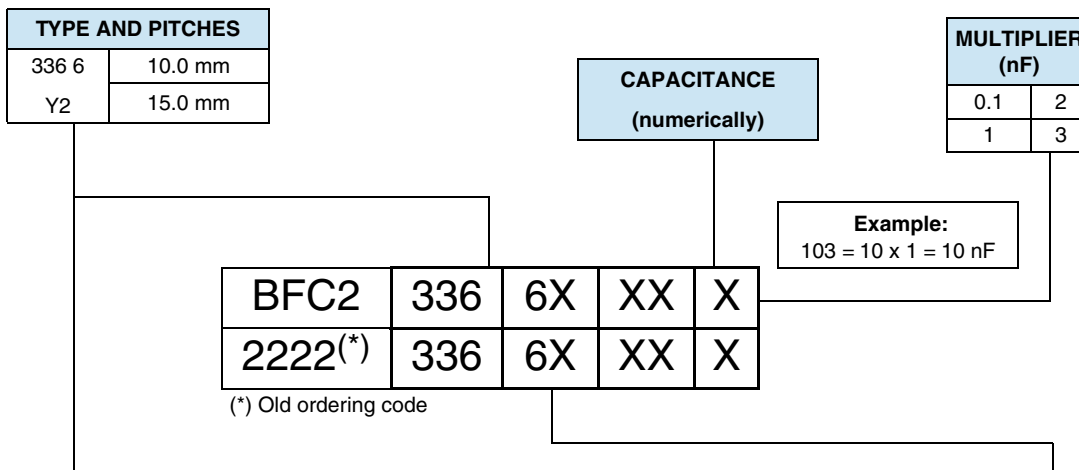 TYPE AND PITCHES
336 6 10.0 mm
Y2 15.0 mm
CAPACITANCE
(numerically)
MULTIPLIER
(nF)
0.1 2
1 3
Example:
103 = 10 x 1 = 10 nF
BFC2 336 6X XX X
2222(*) 336 6X XX X
(*) Old ordering code